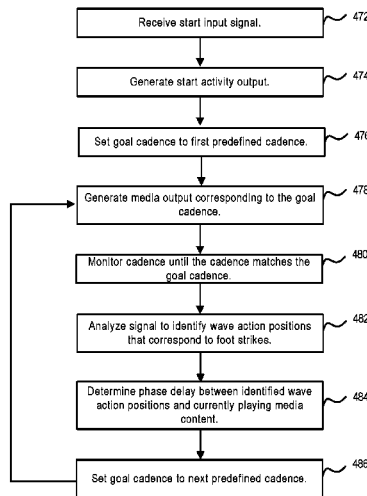 Receive start input signal.
472
Generate start activity output.
474
Set goal cadence to first predefined cadence.
476
Generate media output corresponding to the goal
cadence.
478
Monitor cadence until the cadence matches the
goal cadence.
480
Analyze signal to identify wave action positions
that correspond to foot strikes.
482
Determine phase delay between identified wave
action positions and currently playing media
content.
484
Set goal cadence to next predefined cadence.
486